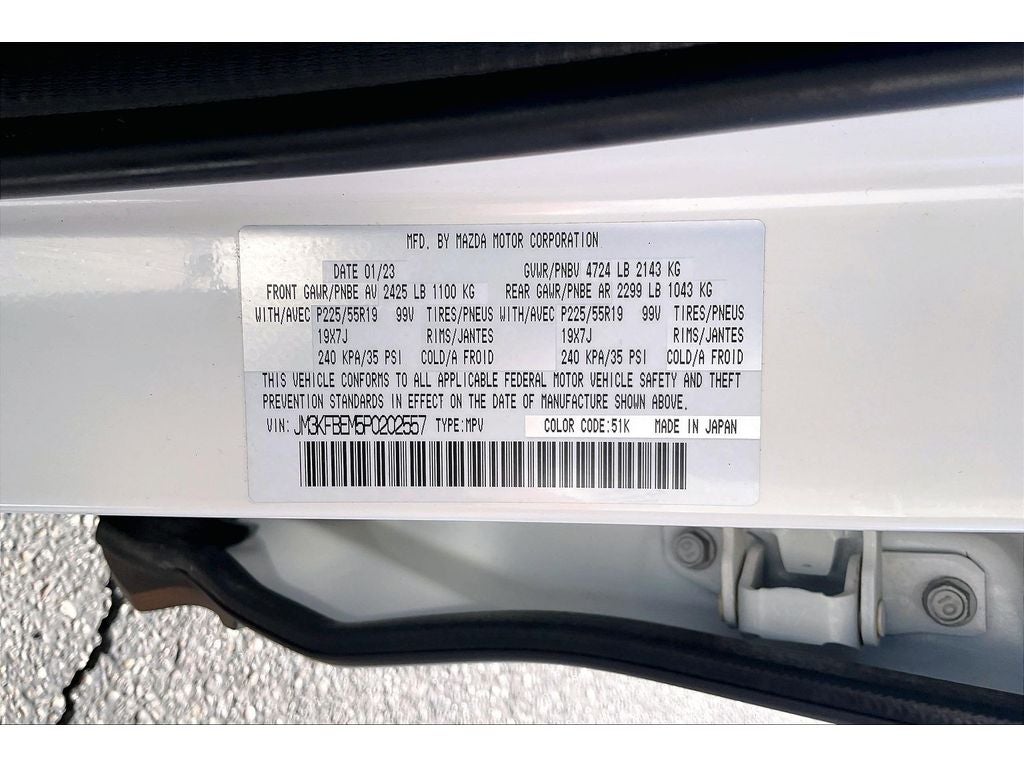 MFD. BY MAZDA MOTOR CORPORATION
DATE 01/23 GVWR/PNBV 4724 LB 2143 KG
FRONT GAWR/PNBE AV 2425 LB 1100 KG REAR GAWR/PNBE AR 2299 LB 1043 KG
WITH/AVEC P225/55R19 99V TIRES/PNEUS WITH/AVEC P225/55R19 99V TIRES/PNEUS
19X7J RIMS/JANTES 19X7J RIMS/JANTES
240 KPA/35 PSI COLD/A FROID 240 KPA/35 PSI COLD/A FROID
THIS VEHICLE CONFORMS TO ALL APPLICABLE FEDERAL MOTOR VEHICLE SAFETY AND THEFT
PREVENTION STANDARDS IN EFFECT ON THE DATE OF MANUFACTURE SHOWN ABOVE.
VIN: JM3KFBEM5P0202557 TYPE:MPV COLOR CODE:51K MADE IN JAPAN